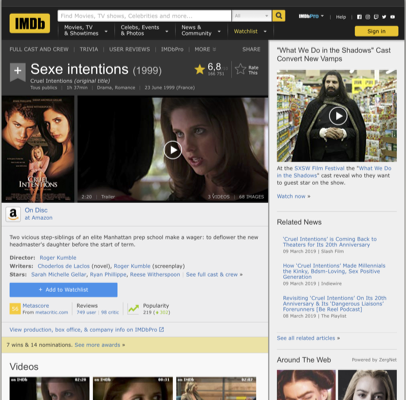 IMDb
Find Movies, TV shows, Celebrities and more...
All
IMDbPro
Help
Movies, TV
& Showtimes
Celebs, Events
& Photos
News &
Community
Watchlist
Sign in
FULL CAST AND CREW | TRIVIA | USER REVIEWS | IMDbPro | MORE
SHARE
Sexe intentions (1999)
Cruel Intentions (original title)
Tous publics | 1h 37min | Drama, Romance | 23 June 1999 (France)
6,8
Rate
This
CRUEL
INTENTIONS
2:20 | Trailer
3 VIDEOS | 68 IMAGES
On Disc
at Amazon
Two vicious step-siblings of an elite Manhattan prep school make a wager: to deflower the new
headmaster's daughter before the start of term.
Director: Roger Kumble
Writers: Choderlos de Laclos (novel), Roger Kumble (screenplay)
Stars: Sarah Michelle Gellar, Ryan Phillippe, Reese Witherspoon | See full cast & crew »
+ Add to Watchlist
Metascore
From metacritic.com
Reviews
749 user | 98 critic
Popularity
View production, box office, & company info on IMDbPro
7 wins & 14 nominations. See more awards »
Videos
"What We Do in the Shadows" Cast
Convert New Vamps
At the SXSW Film Festival the "What We Do
in the Shadows" cast reveal who they want
to guest star on the show.
Watch now »
Related News
'Cruel Intentions' is Coming Back to
Theaters for Its 20th Anniversary
09 March 2019 | Slash Film
How 'Cruel Intentions' Made Millennials
the Kinky, Bdsm-Loving, Sex Positive
Generation
08 March 2019 | Indiewire
Revisiting 'Cruel Intentions' On Its 20th
Anniversary & Its 'Dangerous Liaisons'
Forerunners [Be Reel Podcast]
08 March 2019 | The Playlist
See all related articles »
Around The Web
Powered by ZergNet